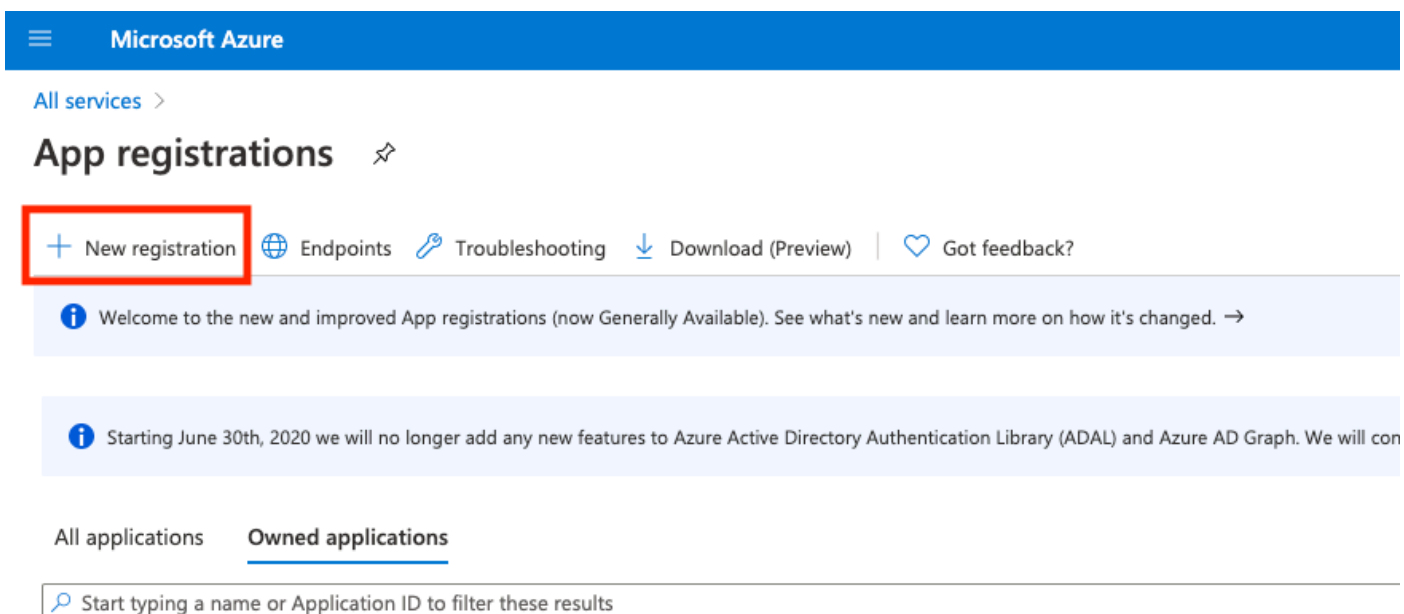 Microsoft Azure
All services >
App registrations
+ New registration Endpoints Troubleshooting Download (Preview) Got feedback?
Welcome to the new and improved App registrations (now Generally Available). See what's new and learn more on how it's changed. →
Starting June 30th, 2020 we will no longer add any new features to Azure Active Directory Authentication Library (ADAL) and Azure AD Graph. We will con
All applications Owned applications
Start typing a name or Application ID to filter these results